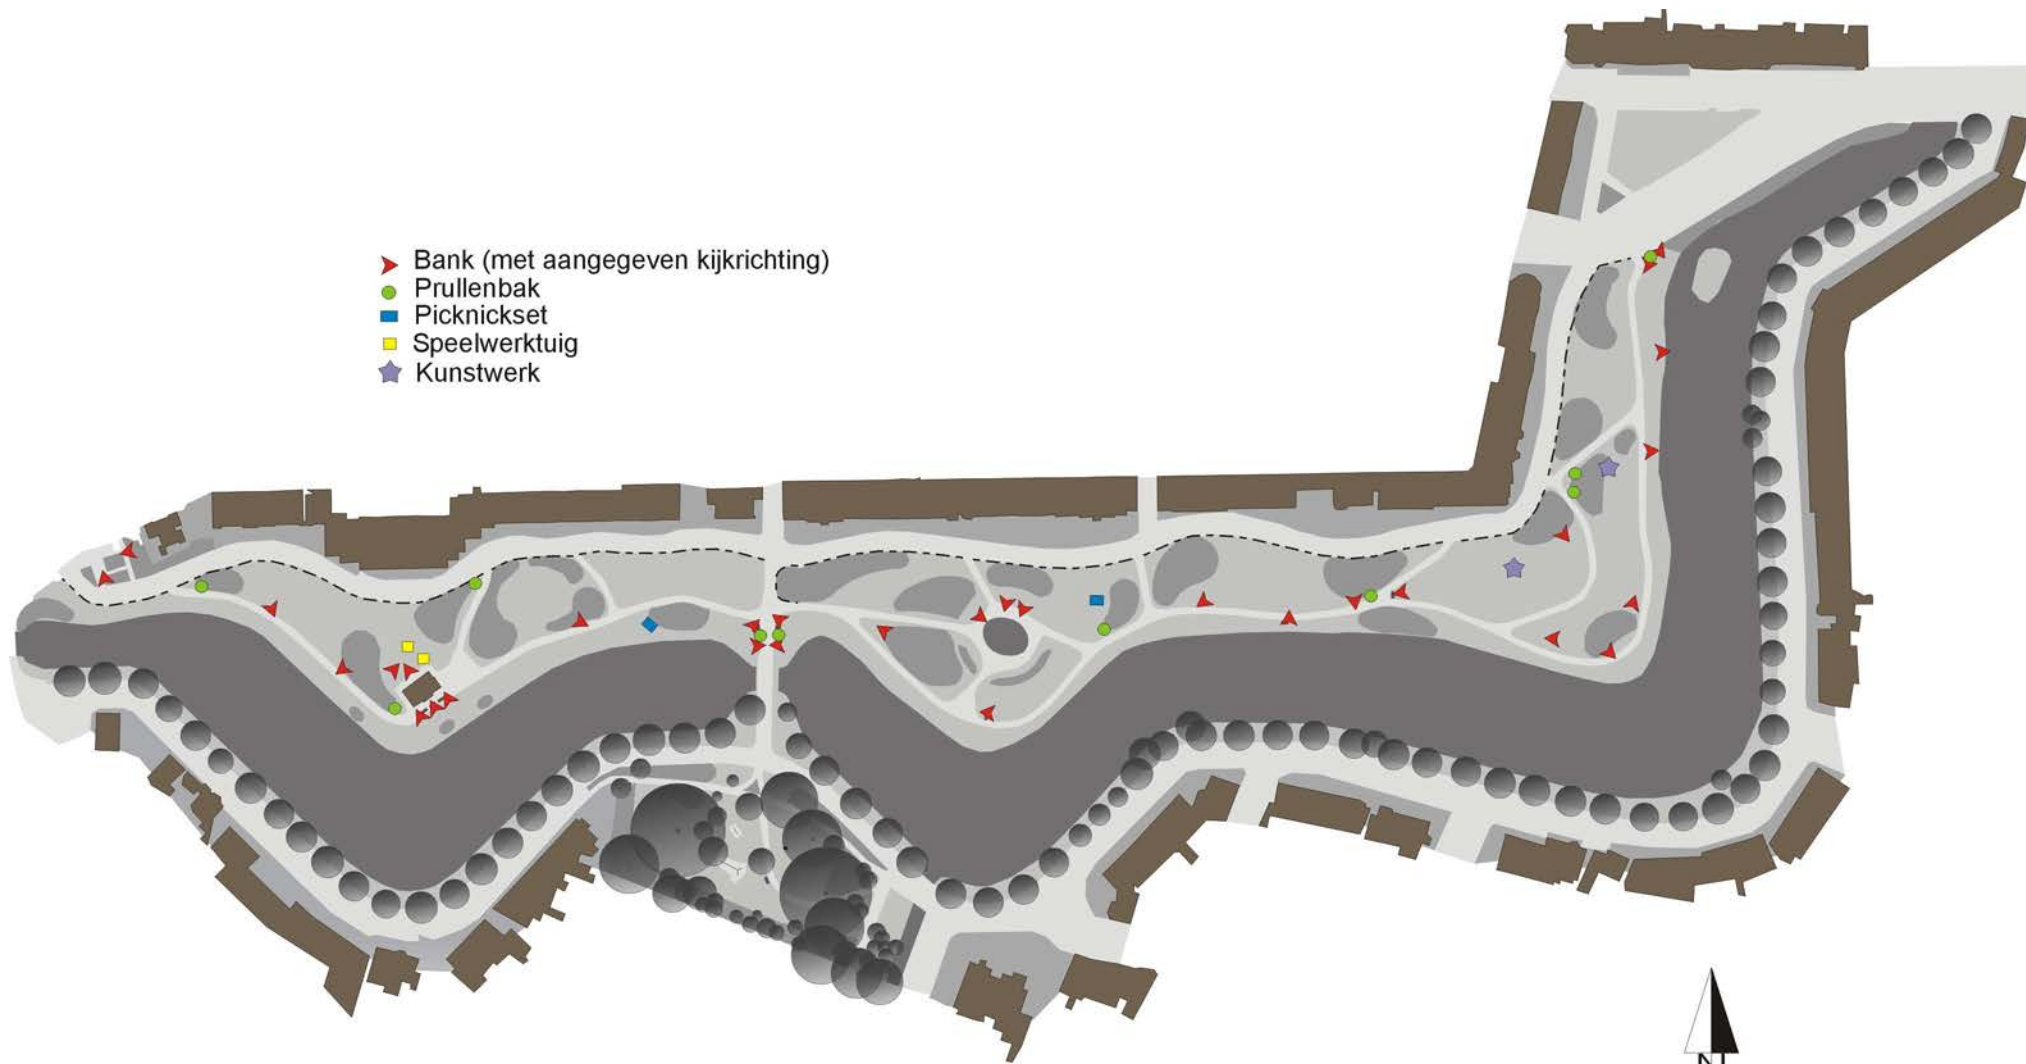 Bank (met aangegeven kijkrichting)
Prullenbak
Picknickset
Speelwerktuig
Kunstwerk
N